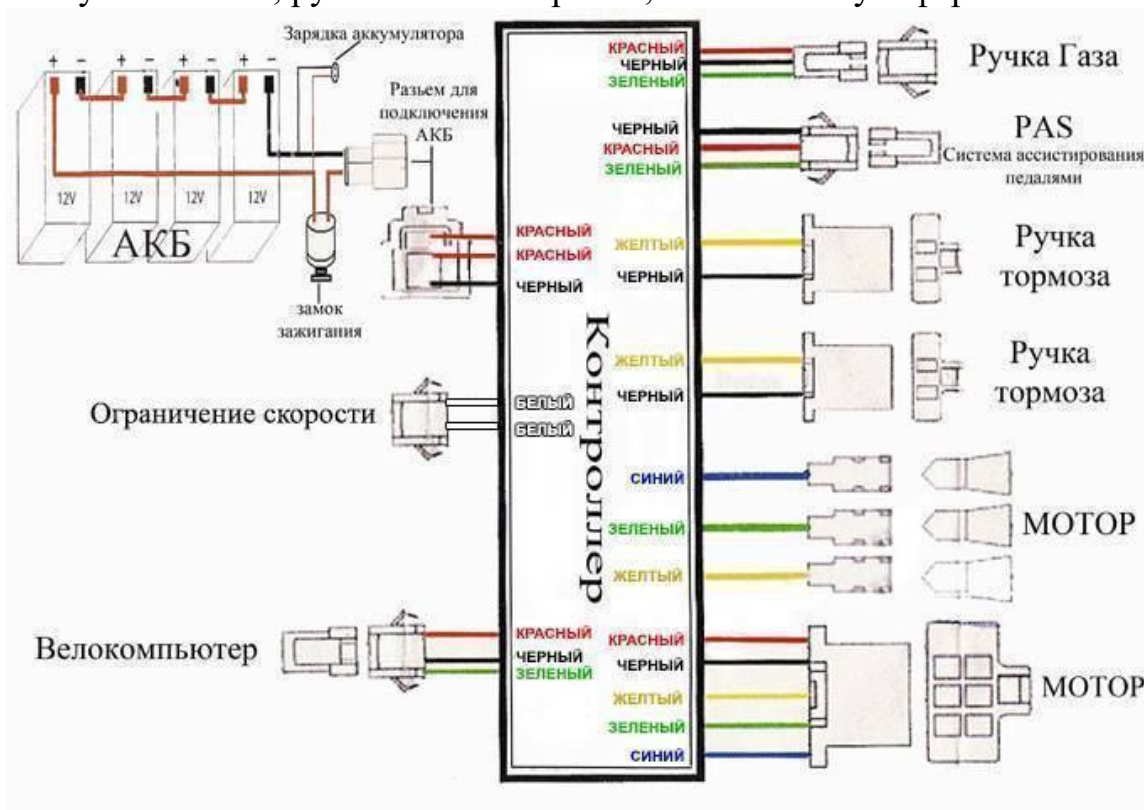 Зарядка аккумулятора
+ - + - + - + -
Разьем для
подключения
АКБ
12V 12V 12V 12V
АКБ
замок
зажигания
КРАСНЫЙ
КРАСНЫЙ
ЧЕРНЫЙ
Ограничение скорости
БЕЛЫЙ
БЕЛЫЙ
Велокомпьютер
КРАСНЫЙ
ЧЕРНЫЙ
ЗЕЛЕНЫЙ
Контроллер
КРАСНЫЙ
ЧЕРНЫЙ
ЗЕЛЕНЫЙ
Ручка Газа
ЧЕРНЫЙ
КРАСНЫЙ
ЗЕЛЕНЫЙ
PAS
Система ассистирования
педалями
ЖЕЛТЫЙ
ЧЕРНЫЙ
Ручка
тормоза
ЖЕЛТЫЙ
ЧЕРНЫЙ
Ручка
тормоза
СИНИЙ
ЗЕЛЕНЫЙ
ЖЕЛТЫЙ
МОТОР
КРАСНЫЙ
ЧЕРНЫЙ
ЖЕЛТЫЙ
ЗЕЛЕНЫЙ
СИНИЙ
МОТОР